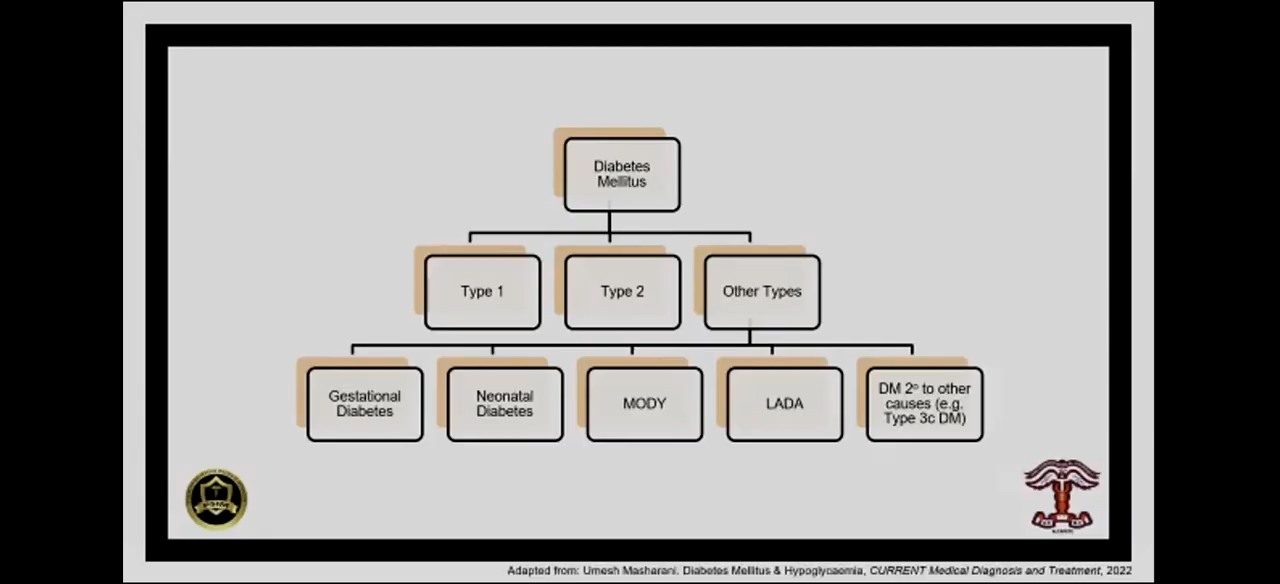 Diabetes
Mellitus
Type 1
Type 2
Other Types
Gestational
Diabetes
Neonatal
Diabetes
MODY
LADA
DM 2º to other
causes (e.g.
Type 3c DM)
Adapted from: Umesh Masharani. Diabetes Mellitus & Hypoglycaemia, CURRENT Medical Diagnosis and Treatment, 2022